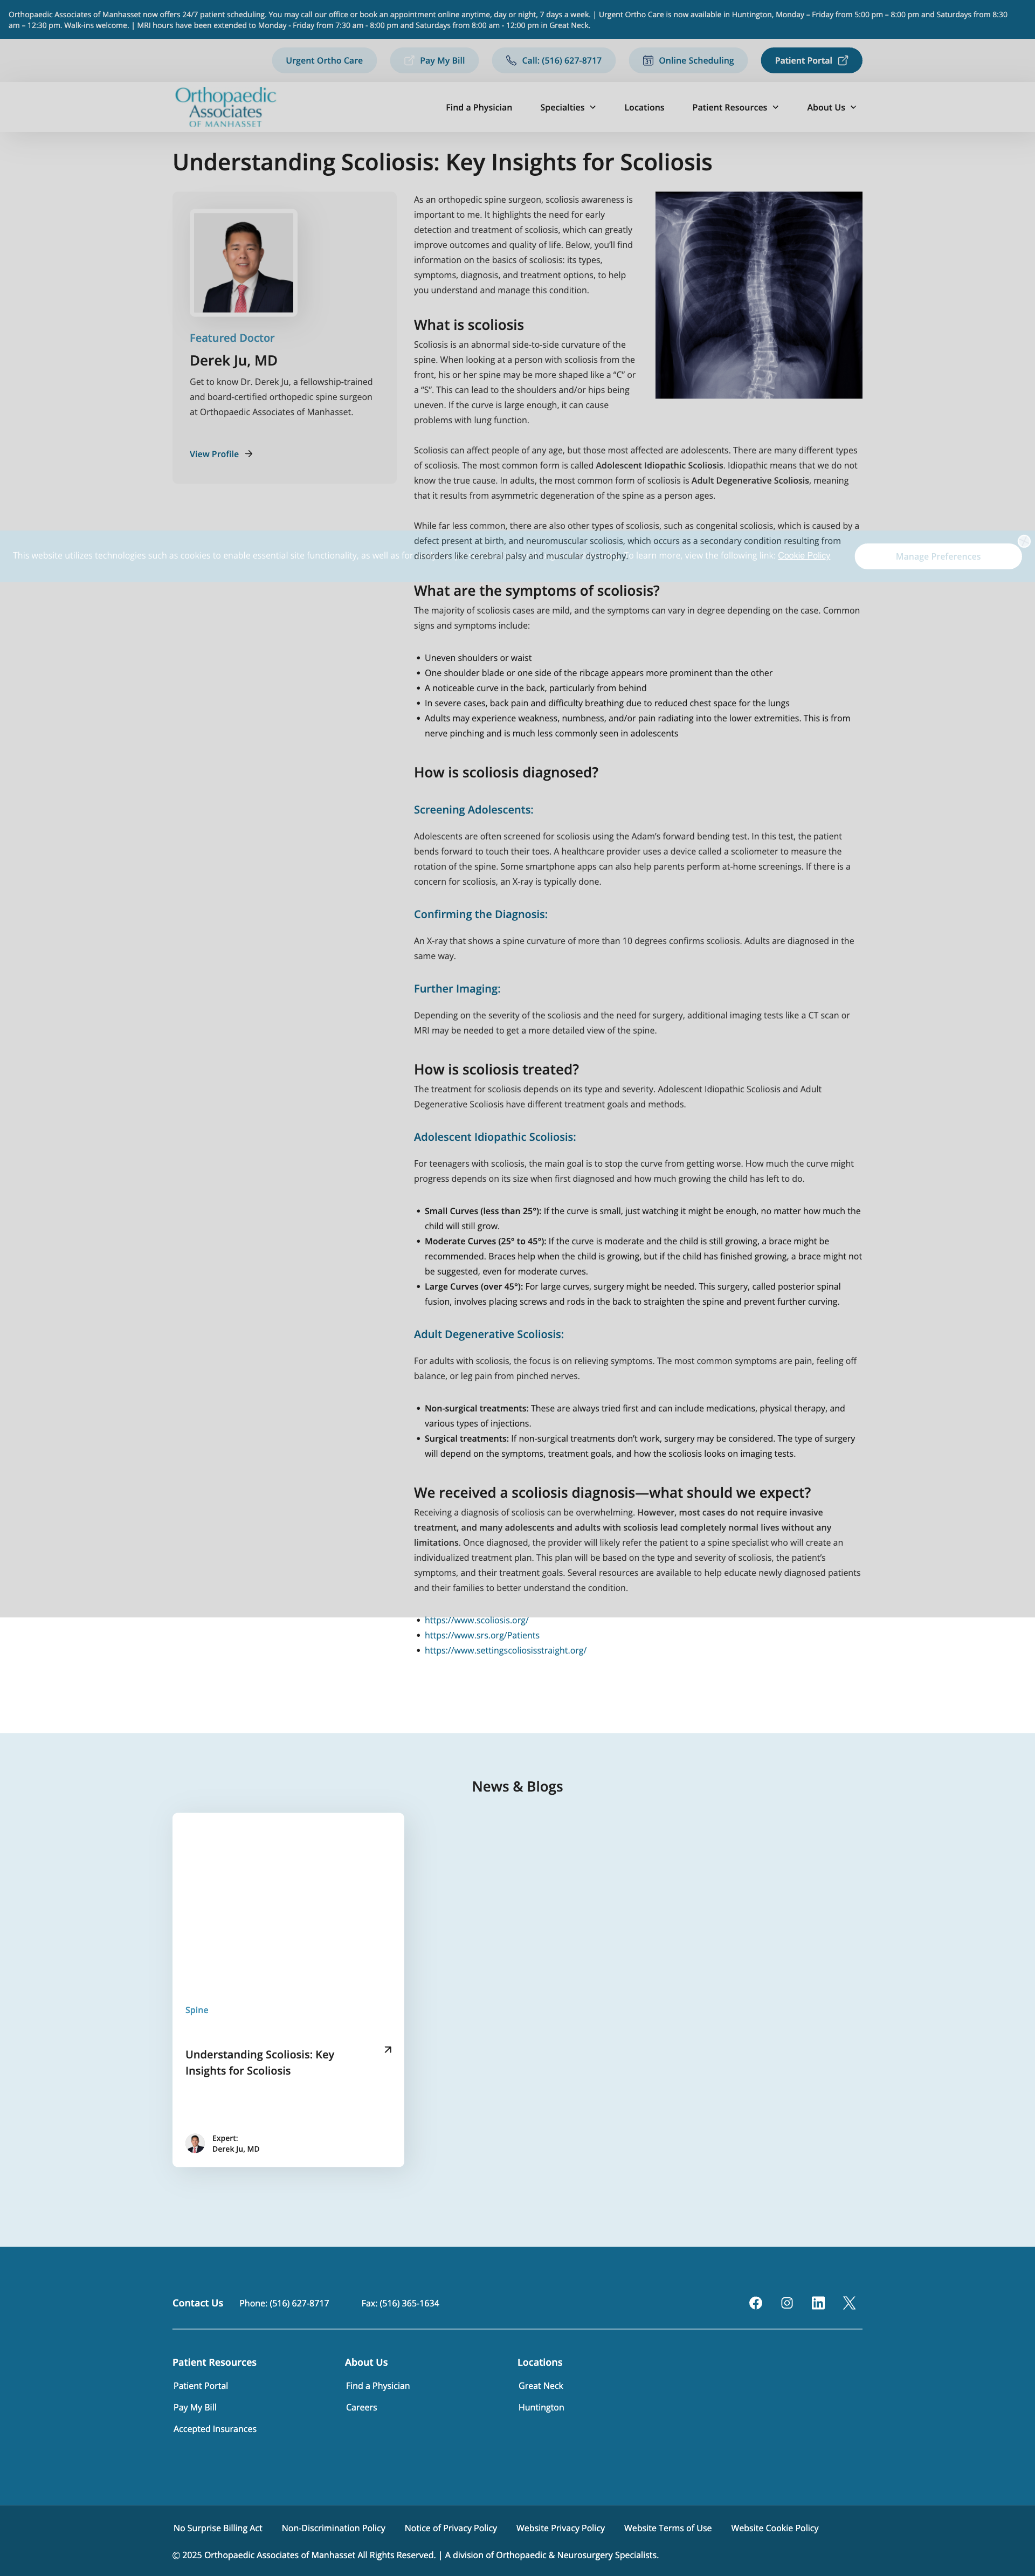 Orthopaedic Associates of Manhasset now offers 24/7 patient scheduling. You may call our office or book an appointment online anytime, day or night, 7 days a week. | Urgent Ortho Care is now available in Huntington, Monday – Friday from 5:00 pm – 8:00 pm and Saturdays from 8:30
am – 12:30 pm. Walk-ins welcome. | MRI hours have been extended to Monday - Friday from 7:30 am - 8:00 pm and Saturdays from 8:00 am - 12:00 pm in Great Neck.
Urgent Ortho Care
Pay My Bill
Call: (516) 627-8717
31
Online Scheduling
Patient Portal
Orthopaedic
Associates
OF MANHASSET
Find a Physician
Specialties
Locations
Patient Resources
About Us
Understanding Scoliosis: Key Insights for Scoliosis
Featured Doctor
Derek Ju, MD
Get to know Dr. Derek Ju, a fellowship-trained
and board-certified orthopedic spine surgeon
at Orthopaedic Associates of Manhasset.
View Profile
As an orthopedic spine surgeon, scoliosis awareness is
important to me. It highlights the need for early
detection and treatment of scoliosis, which can greatly
improve outcomes and quality of life. Below, you’ll find
information on the basics of scoliosis: its types,
symptoms, diagnosis, and treatment options, to help
you understand and manage this condition.
What is scoliosis
Scoliosis is an abnormal side-to-side curvature of the
spine. When looking at a person with scoliosis from the
front, his or her spine may be more shaped like a “C” or
a “S”. This can lead to the shoulders and/or hips being
uneven. If the curve is large enough, it can cause
problems with lung function.
Scoliosis can affect people of any age, but those most affected are adolescents. There are many different types
of scoliosis. The most common form is called Adolescent Idiopathic Scoliosis. Idiopathic means that we do not
know the true cause. In adults, the most common form of scoliosis is Adult Degenerative Scoliosis, meaning
that it results from asymmetric degeneration of the spine as a person ages.
While far less common, there are also other types of scoliosis, such as congenital scoliosis, which is caused by a
defect present at birth, and neuromuscular scoliosis, which occurs as a secondary condition resulting from
disorders like cerebral palsy and muscular dystrophy.
This website utilizes technologies such as cookies to enable essential site functionality, as well as for
learn more, view the following link: Cookie Policy
Manage Preferences
What are the symptoms of scoliosis?
The majority of scoliosis cases are mild, and the symptoms can vary in degree depending on the case. Common
signs and symptoms include:
• Uneven shoulders or waist
• One shoulder blade or one side of the ribcage appears more prominent than the other
• A noticeable curve in the back, particularly from behind
• In severe cases, back pain and difficulty breathing due to reduced chest space for the lungs
• Adults may experience weakness, numbness, and/or pain radiating into the lower extremities. This is from
nerve pinching and is much less commonly seen in adolescents
How is scoliosis diagnosed?
Screening Adolescents:
Adolescents are often screened for scoliosis using the Adam’s forward bending test. In this test, the patient
bends forward to touch their toes. A healthcare provider uses a device called a scoliometer to measure the
rotation of the spine. Some smartphone apps can also help parents perform at-home screenings. If there is a
concern for scoliosis, an X-ray is typically done.
Confirming the Diagnosis:
An X-ray that shows a spine curvature of more than 10 degrees confirms scoliosis. Adults are diagnosed in the
same way.
Further Imaging:
Depending on the severity of the scoliosis and the need for surgery, additional imaging tests like a CT scan or
MRI may be needed to get a more detailed view of the spine.
How is scoliosis treated?
The treatment for scoliosis depends on its type and severity. Adolescent Idiopathic Scoliosis and Adult
Degenerative Scoliosis have different treatment goals and methods.
Adolescent Idiopathic Scoliosis:
For teenagers with scoliosis, the main goal is to stop the curve from getting worse. How much the curve might
progress depends on its size when first diagnosed and how much growing the child has left to do.
• Small Curves (less than 25°): If the curve is small, just watching it might be enough, no matter how much the
child will still grow.
• Moderate Curves (25° to 45°): If the curve is moderate and the child is still growing, a brace might be
recommended. Braces help when the child is growing, but if the child has finished growing, a brace might not
be suggested, even for moderate curves.
• Large Curves (over 45°): For large curves, surgery might be needed. This surgery, called posterior spinal
fusion, involves placing screws and rods in the back to straighten the spine and prevent further curving.
Adult Degenerative Scoliosis:
For adults with scoliosis, the focus is on relieving symptoms. The most common symptoms are pain, feeling off
balance, or leg pain from pinched nerves.
• Non-surgical treatments: These are always tried first and can include medications, physical therapy, and
various types of injections.
• Surgical treatments: If non-surgical treatments don’t work, surgery may be considered. The type of surgery
will depend on the symptoms, treatment goals, and how the scoliosis looks on imaging tests.
We received a scoliosis diagnosis—what should we expect?
Receiving a diagnosis of scoliosis can be overwhelming. However, most cases do not require invasive
treatment, and many adolescents and adults with scoliosis lead completely normal lives without any
limitations. Once diagnosed, the provider will likely refer the patient to a spine specialist who will create an
individualized treatment plan. This plan will be based on the type and severity of scoliosis, the patient’s
symptoms, and their treatment goals. Several resources are available to help educate newly diagnosed patients
and their families to better understand the condition.
• https://www.scoliosis.org/
• https://www.srs.org/Patients
• https://www.settingscoliosisstraight.org/
News & Blogs
Spine
Understanding Scoliosis: Key
Insights for Scoliosis
Expert:
Derek Ju, MD
Contact Us
Phone: (516) 627-8717
Fax: (516) 365-1634
Patient Resources
Patient Portal
Pay My Bill
Accepted Insurances
About Us
Find a Physician
Careers
Locations
Great Neck
Huntington
No Surprise Billing Act
Non-Discrimination Policy
Notice of Privacy Policy
Website Privacy Policy
Website Terms of Use
Website Cookie Policy
© 2025 Orthopaedic Associates of Manhasset All Rights Reserved. | A division of Orthopaedic & Neurosurgery Specialists.